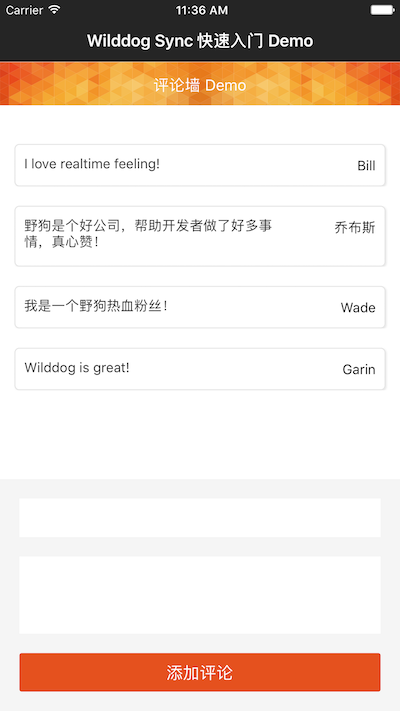 Carrier 11:36 AM
Wilddog Sync 快速入门 Demo
评论墙 Demo
I love realtime feeling!
Bill
野狗是个好公司，帮助开发者做了好多事
情，真心赞！
乔布斯
我是一个野狗热血粉丝！
Wade
Wilddog is great!
Garin
添加评论